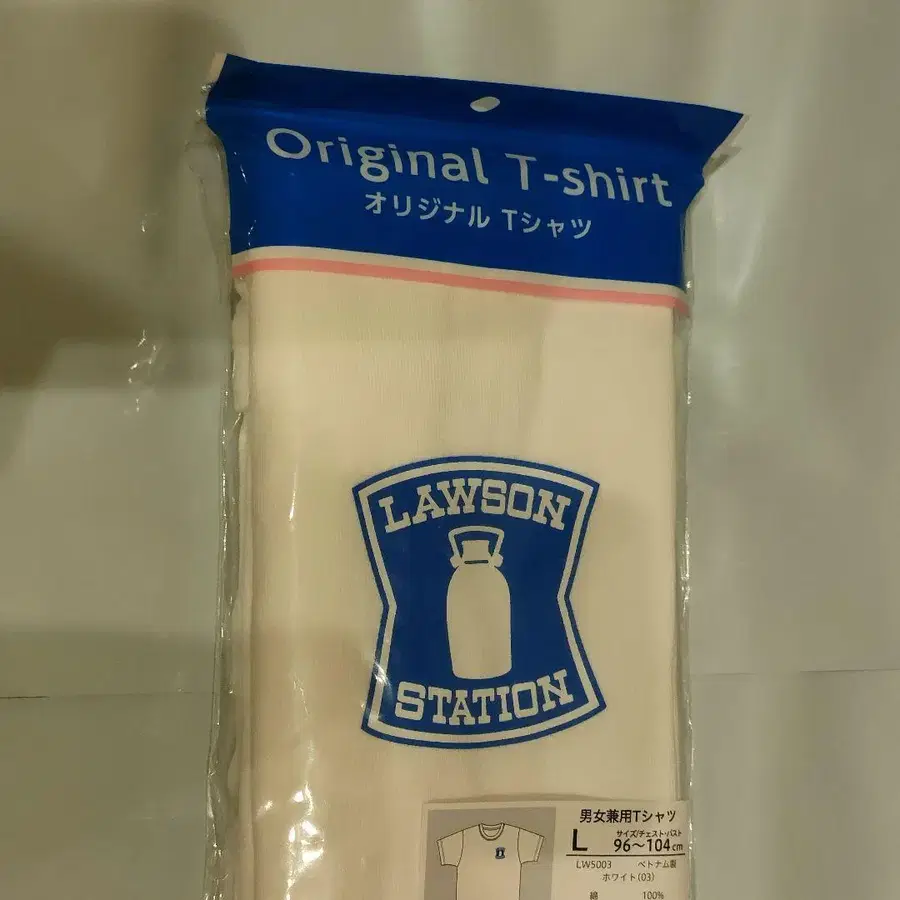 Original T-shirt
オリジナル Tシャツ
LAWSON
STATION
男女兼用Tシャツ
L サイズ/チェスト・バスト
96～104cm
LW5003 ベトナム製
ホワイト(03)
綿 100%